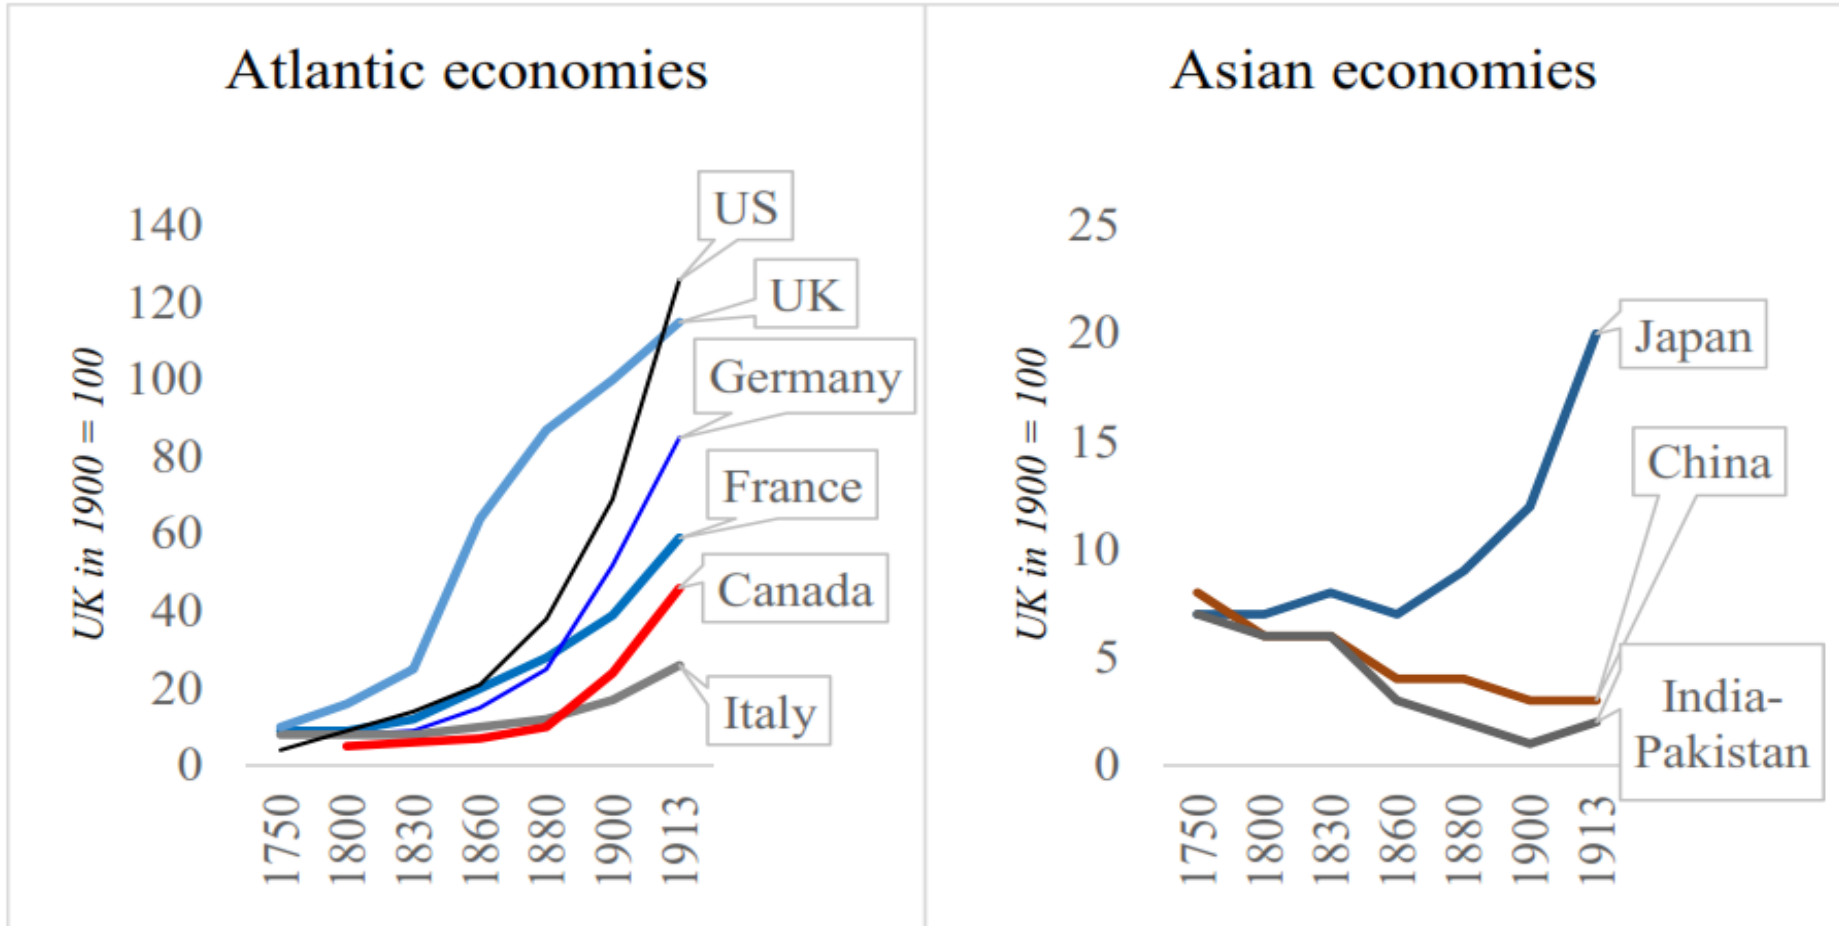 Atlantic economies
UK in 1900 = 100
140
120
100
80
60
40
20
0
US
UK
Germany
France
Canada
Italy
1750
1800
1830
1860
1880
1900
1913
Asian economies
UK in 1900 = 100
25
20
15
10
5
0
Japan
China
India-
Pakistan
1750
1800
1830
1860
1880
1900
1913